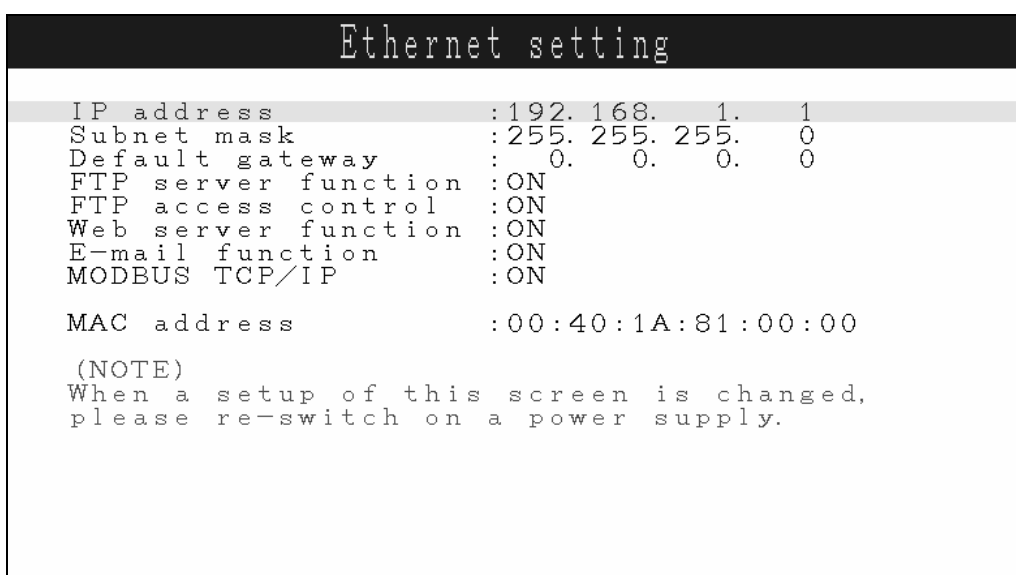 Ethernet setting
IP address :192.168. 1. 1
Subnet mask :255.255.255. 0
Default gateway : 0. 0. 0. 0
FTP server function :ON
FTP access control :ON
Web server function :ON
E-mail function :ON
MODBUS TCP/IP :ON
MAC address :00:40:1A:81:00:00
(NOTE)
When a setup of this screen is changed,
please re-switch on a power supply.